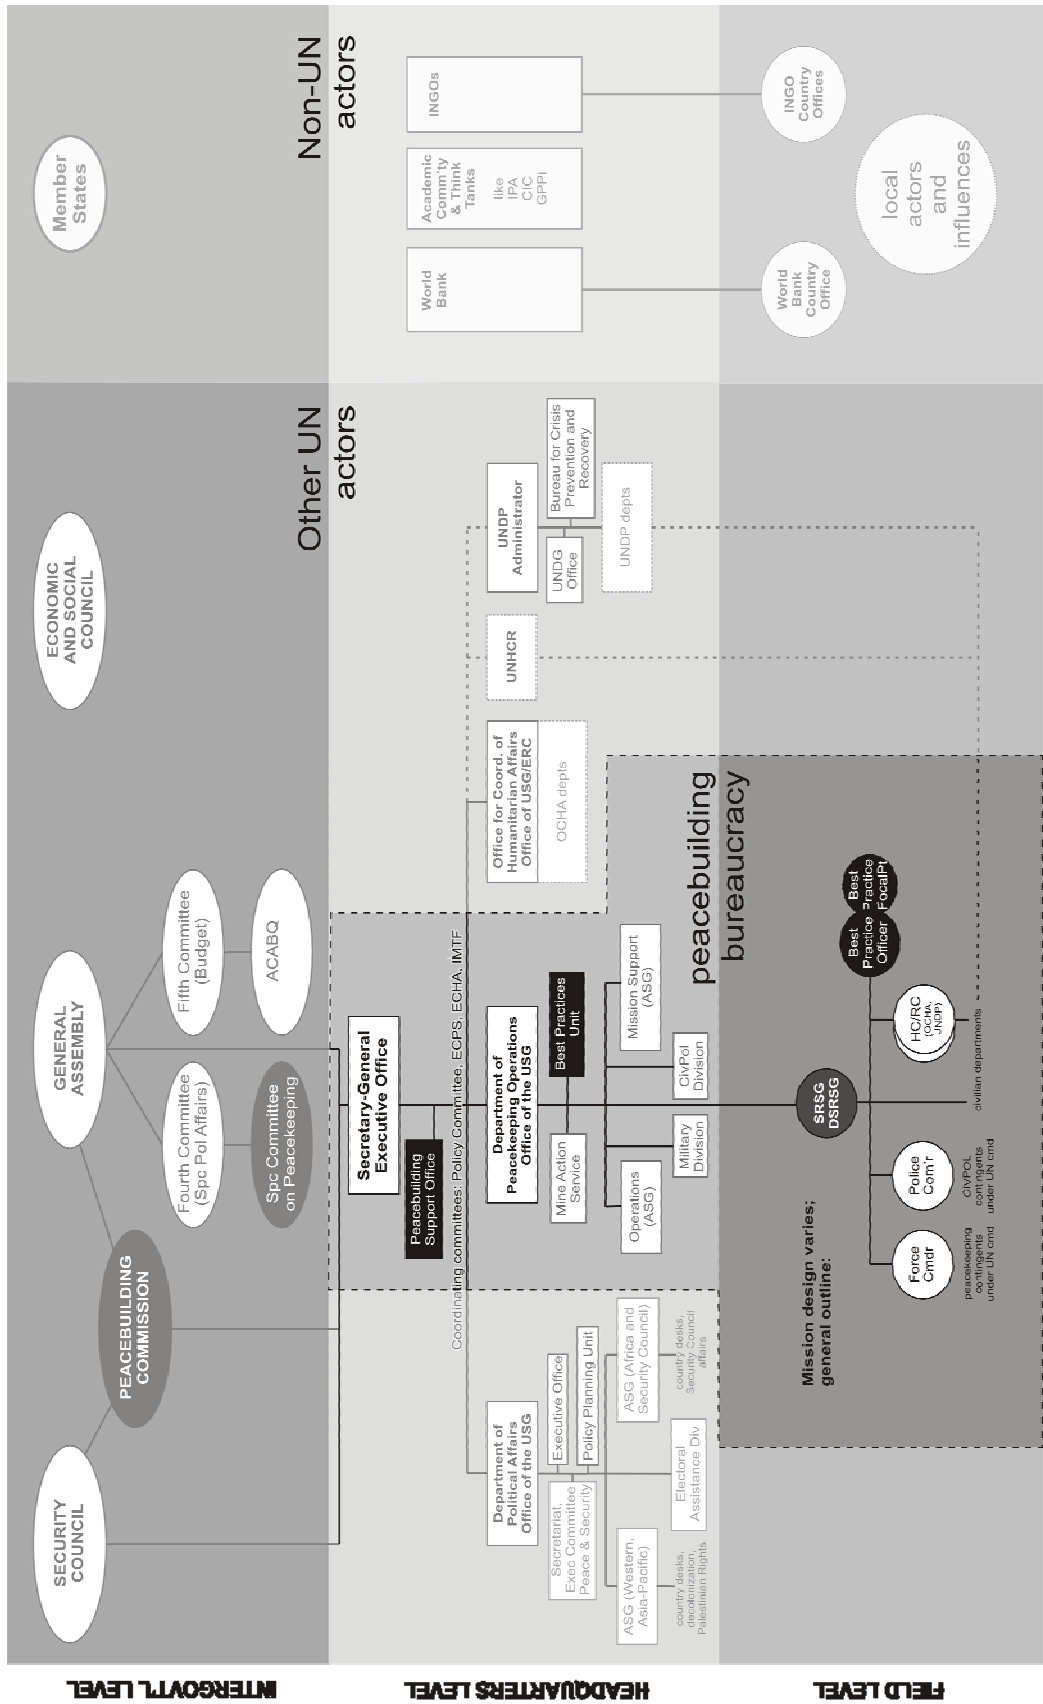 INTERGOVT'L LEVEL
SECURITY
COUNCIL
PEACEBUILDING
COMMISSION
GENERAL
ASSEMBLY
Fourth Committee
(Spc Pol Affairs)
Spc Committee
on Peacekeeping
Fifth Committee
(Budget)
ACABQ
ECONOMIC
AND SOCIAL
COUNCIL
Member
States
Other UN
actors
Non-UN
actors
HEADQUARTERS LEVEL
Secretary-General
Executive Office
Peacebuilding
Support Office
Coordinating committees: Policy Committee, ECPS, ECHA, IMTF
Department of
Political Affairs
Office of the USG
Executive Office
Secretariat,
Exec Committee
Peace & Security
Policy Planning Unit
ASG (Western,
Asia-Pacific)
country desks,
decolonization,
Palestinian Rights
Electoral
Assistance Div
ASG (Africa and
Security Council)
country desks,
Security Council
affairs
Department of
Peacekeeping Operations
Office of the USG
Mine Action
Service
Best Practices
Unit
Operations
(ASG)
Military
Division
CivPol
Division
Mission Support
(ASG)
Office for Coord. of
Humanitarian Affairs
Office of USG/ERC
OCHA depts
UNHCR
UNDP
Administrator
UNDG
Office
Bureau for Crisis
Prevention and
Recovery
UNDP depts
World
Bank
Academic
Comm'ty
& Think
Tanks
like
IPA
CIC
GPPi
INGOs
peacebuilding
bureaucracy
FIELD LEVEL
Mission design varies;
general outline:
SRSG
DSRSG
Force
Cmdr
peacekeeping
contingents
under UN cmd
Police
Com'r
CIVPOL
contingents
under UN cmd
civilian departments
HC/RC
(OCHA,
UNDP)
Best
Practice
Officer
Best
Practice
FocalPt
World
Bank
Country
Office
INGO
Country
Offices
local
actors
and
influences